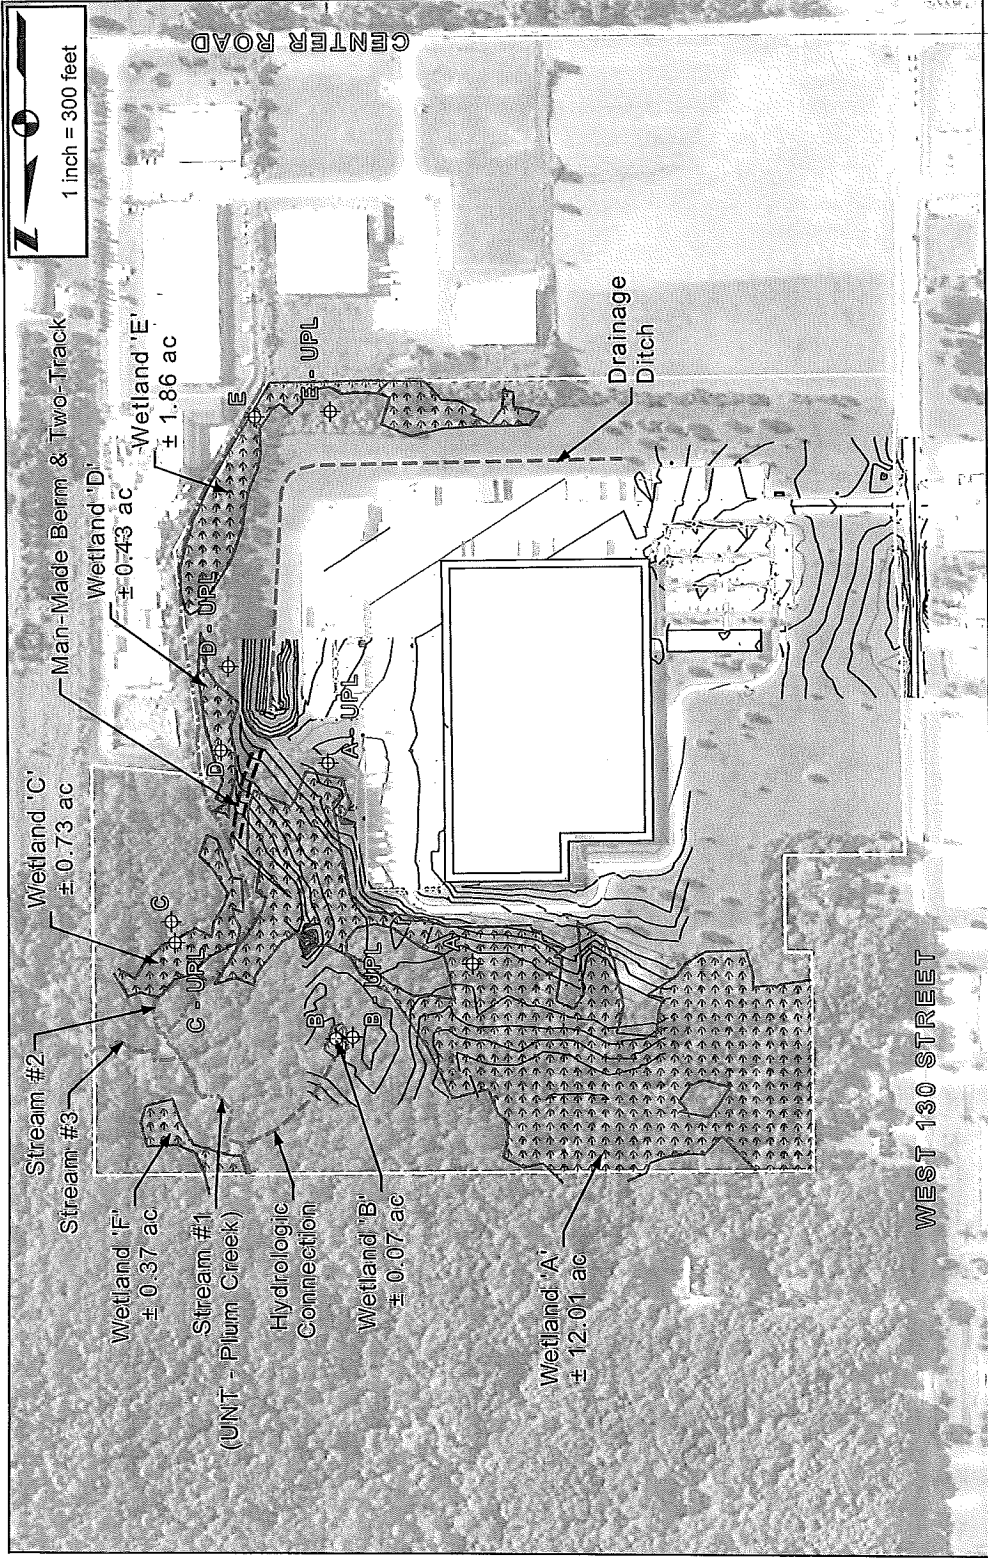 N
1 inch = 300 feet
CENTER ROAD
Stream #2
Stream #3
Wetland 'C'
± 0.73 ac
Man-Made Berm & Two-Track
Wetland 'D'
± 0.43 ac
Wetland 'E'
± 1.86 ac
Wetland 'F'
± 0.37 ac
Stream #1
(UNT - Plum Creek)
Hydrologic
Connection
Wetland 'B'
± 0.07 ac
Wetland 'A'
± 12.01 ac
Drainage
Ditch
C
C - UPL
D
D - UPL
E
E - UPL
A - UPL
A
B
B - UPL
WEST 130 STREET